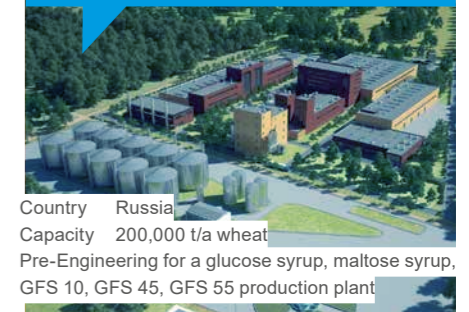 Country Russia
Capacity 200,000 t/a wheat
Pre-Engineering for a glucose syrup, maltose syrup,
GFS 10, GFS 45, GFS 55 production plant